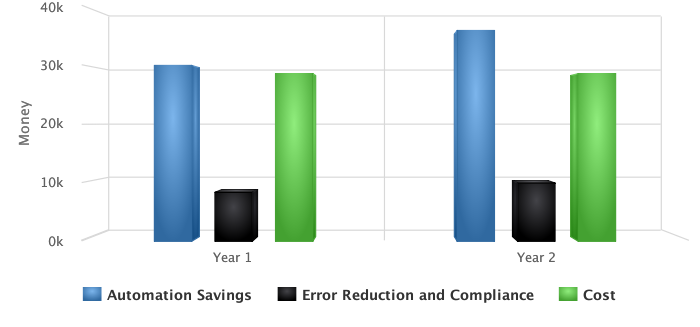 40k
30k
20k
10k
0k
Money
Year 1
Year 2
Automation Savings
Error Reduction and Compliance
Cost